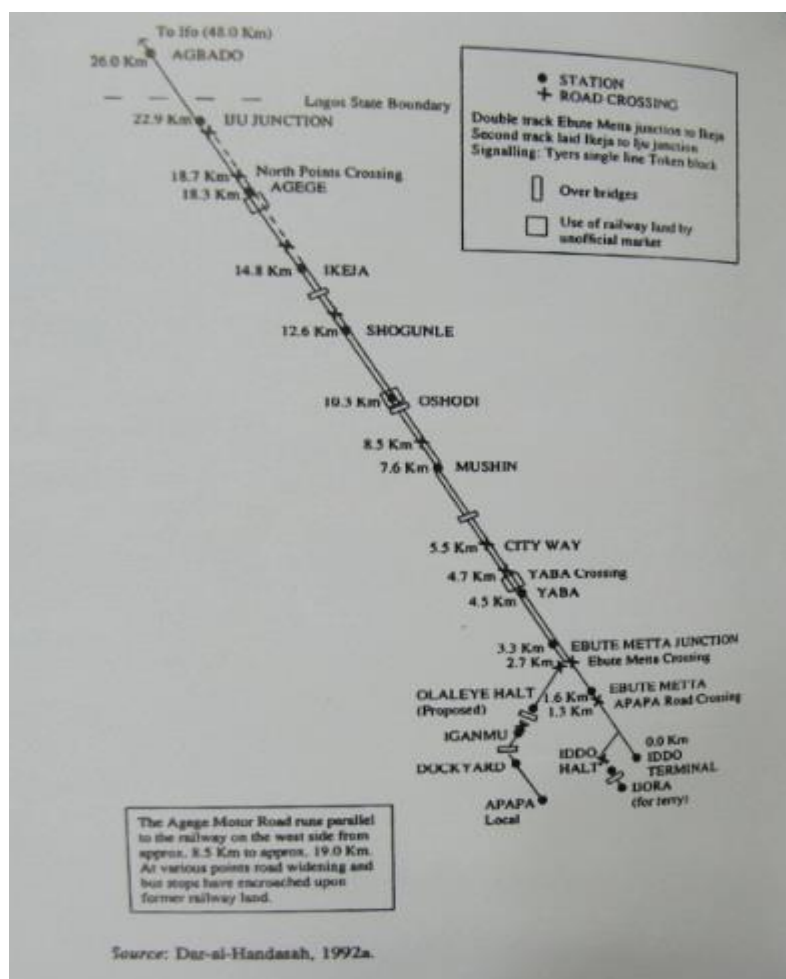 To Ifo (48.0 Km)
26.0 Km AGBADO
STATION
ROAD CROSSING
Double track Ebute Metta junction to Ikeja
Second track laid Ikeja to Iju junction
Signalling: Tyers single line Token block
Over bridges
Use of railway land by
unofficial market
Lagos State Boundary
22.9 Km IJU JUNCTION
18.7 Km North Points Crossing
18.3 Km AGEGE
14.8 Km IKEJA
12.6 Km SHOGUNLE
10.3 Km OSHODI
8.5 Km
7.6 Km MUSHIN
5.5 Km CITY WAY
4.7 Km YABA Crossing
4.5 Km YABA
3.3 Km EBUTE METTA JUNCTION
2.7 Km Ebute Metta Crossing
OLALEYE HALT
(Proposed)
1.6 Km EBUTE METTA
1.3 Km APAPA Road Crossing
IGANMU
DOCKYARD
APAPA
Local
IDDO
HALT
0.0 Km
IDDO
TERMINAL
IJORA
(for ferry)
The Agege Motor Road runs parallel
to the railway on the west side from
approx. 8.5 Km to approx. 19.0 Km.
At various points road widening and
bus stops have encroached upon
former railway land.
Source: Dar-al-Handasah, 1992a.